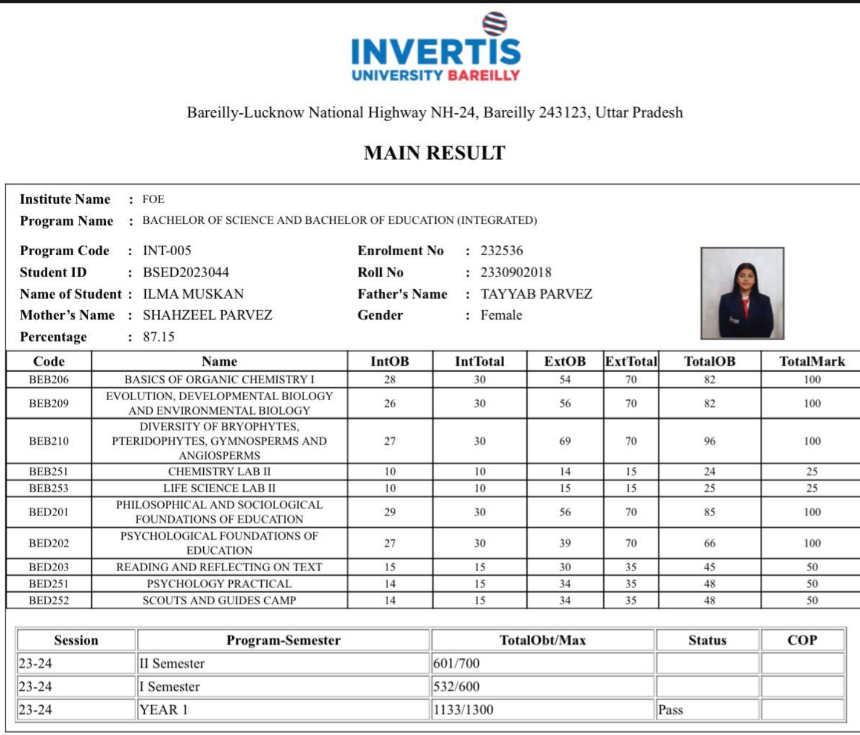 INVERTIS
UNIVERSITY BAREILLY
Bareilly-Lucknow National Highway NH-24, Bareilly 243123, Uttar Pradesh
MAIN RESULT
Institute Name : FOE
Program Name : BACHELOR OF SCIENCE AND BACHELOR OF EDUCATION (INTEGRATED)
Program Code : INT-005 Enrolment No : 232536
Student ID : BSED2023044 Roll No : 2330902018
Name of Student : ILMA MUSKAN Father's Name : TAYYAB PARVEZ
Mother's Name : SHAHZEEL PARVEZ Gender : Female
Percentage : 87.15
Code Name IntOB IntTotal ExtOB ExtTotal TotalOB TotalMark
BEB206 BASICS OF ORGANIC CHEMISTRY I 28 30 54 70 82 100
EVOLUTION, DEVELOPMENTAL BIOLOGY
BEB209 AND ENVIRONMENTAL BIOLOGY 26 30 56 70 82 100
DIVERSITY OF BRYOPHYTES,
BEB210 PTERIDOPHYTES, GYMNOSPERMS AND 27 30 69 70 96 100
ANGIOSPERMS
BEB251 CHEMISTRY LAB II 10 10 14 15 24 25
BEB253 LIFE SCIENCE LAB II 10 10 15 15 25 25
PHILOSOPHICAL AND SOCIOLOGICAL
BED201 FOUNDATIONS OF EDUCATION 29 30 56 70 85 100
PSYCHOLOGICAL FOUNDATIONS OF
BED202 EDUCATION 27 30 39 70 66 100
BED203 READING AND REFLECTING ON TEXT 15 15 30 35 45 50
BED251 PSYCHOLOGY PRACTICAL 14 15 34 35 48 50
BED252 SCOUTS AND GUIDES CAMP 14 15 34 35 48 50
Session Program-Semester TotalObt/Max Status COP
23-24 II Semester 601/700
23-24 I Semester 532/600
23-24 YEAR 1 1133/1300 Pass